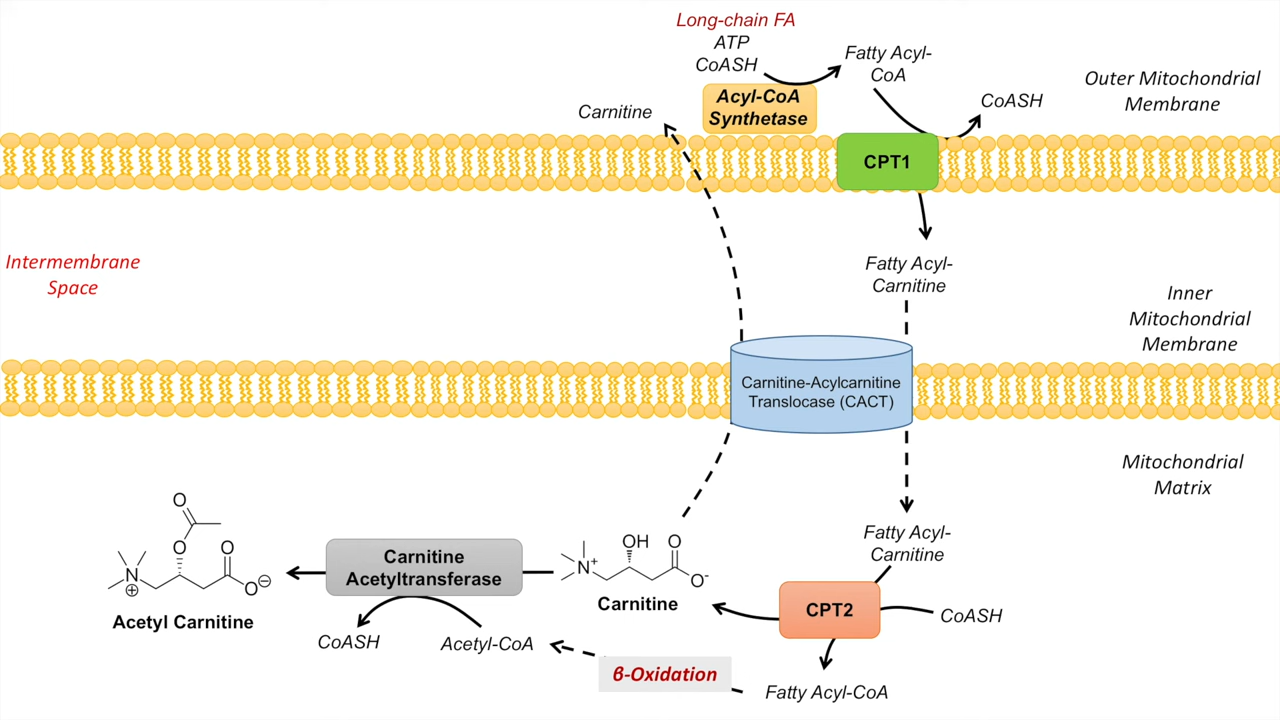 Long-chain FA
ATP
CoASH
Fatty Acyl-
CoA
Acyl-CoA
Synthetase
Carnitine
CoASH
Outer Mitochondrial
Membrane
CPT1
Intermembrane
Space
Fatty Acyl-
Carnitine
Inner
Mitochondrial
Membrane
Carnitine-Acylcarnitine
Translocase (CACT)
Mitochondrial
Matrix
Fatty Acyl-
Carnitine
O
O
O
O⊖
N
⊕
Acetyl Carnitine
Carnitine
Acetyltransferase
OH
O
N+
O-
Carnitine
CPT2
CoASH
CoASH
Acetyl-CoA
β-Oxidation
Fatty Acyl-CoA